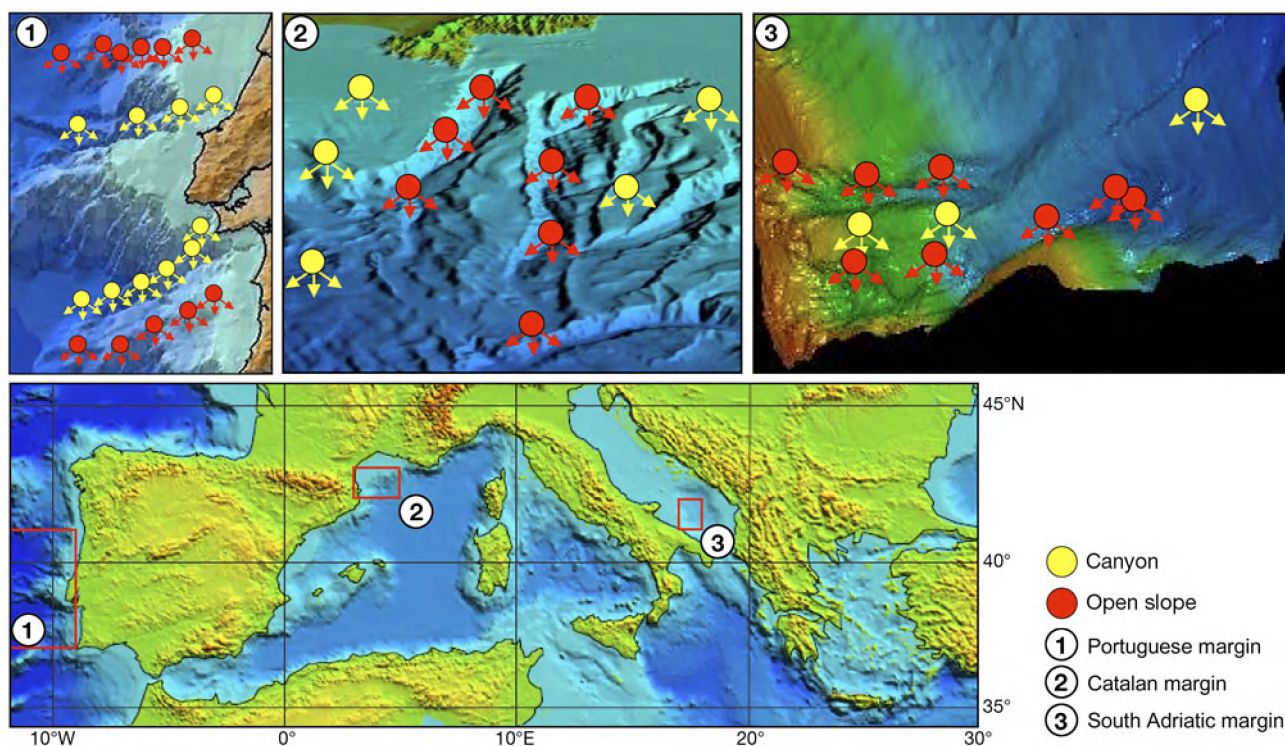 1
2
3
45°N
2
3
40°
1
35°
10°W
0°
10°E
20°
30°
Canyon
Open slope
1 Portuguese margin
2 Catalan margin
3 South Adriatic margin